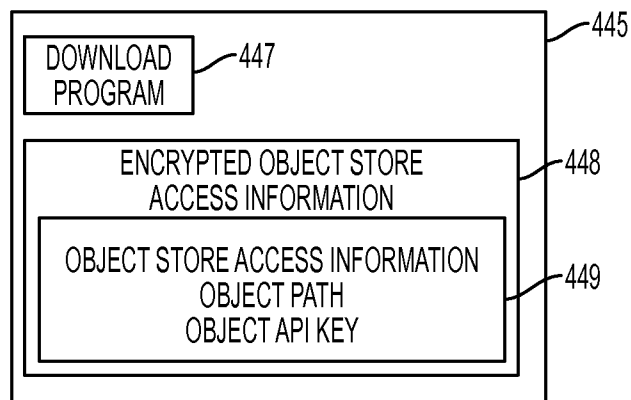 445
DOWNLOAD
PROGRAM
447
ENCRYPTED OBJECT STORE
ACCESS INFORMATION
448
OBJECT STORE ACCESS INFORMATION
OBJECT PATH
OBJECT API KEY
449